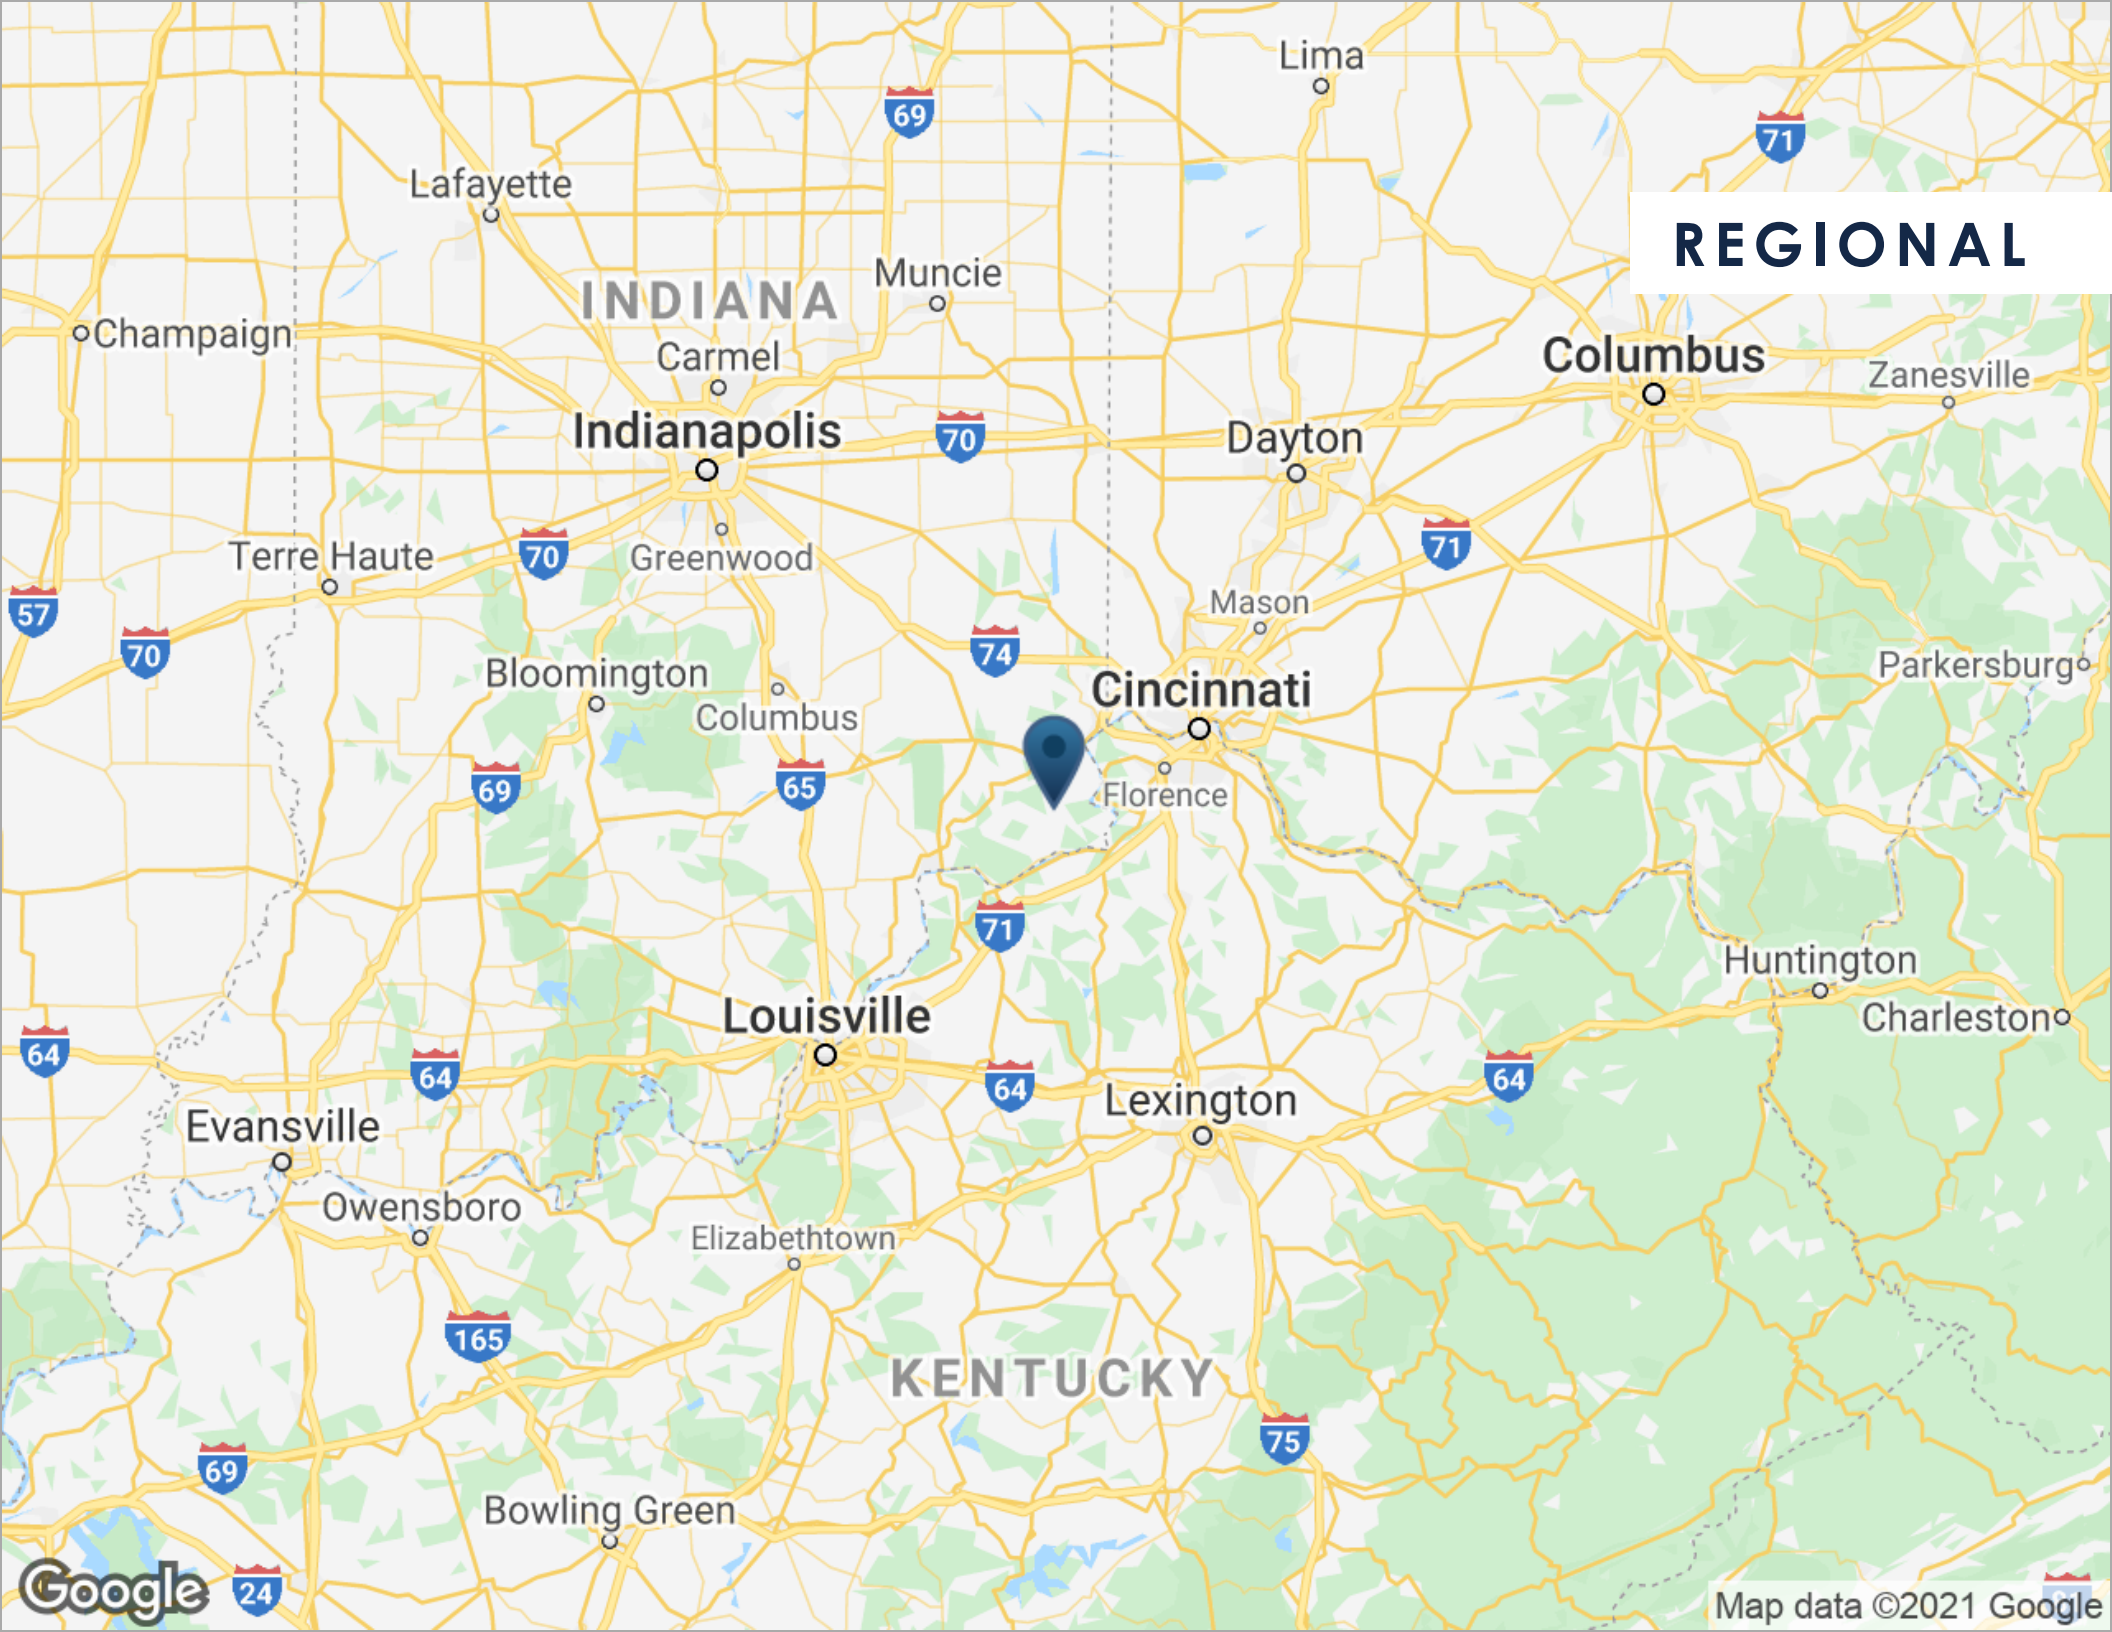 Lima
69
71
Lafayette
REGIONAL
Muncie
INDIANA
Champaign
Carmel
Columbus
Zanesville
Indianapolis
70
Dayton
71
70
Terre Haute
Greenwood
57
Mason
70
74
Parkersburg
Bloomington
Cincinnati
Columbus
69
65
Florence
71
Huntington
Louisville
Charleston
64
64
64
64
Lexington
Evansville
Owensboro
Elizabethtown
165
KENTUCKY
75
69
Bowling Green
Google
24
Map data ©2021 Google